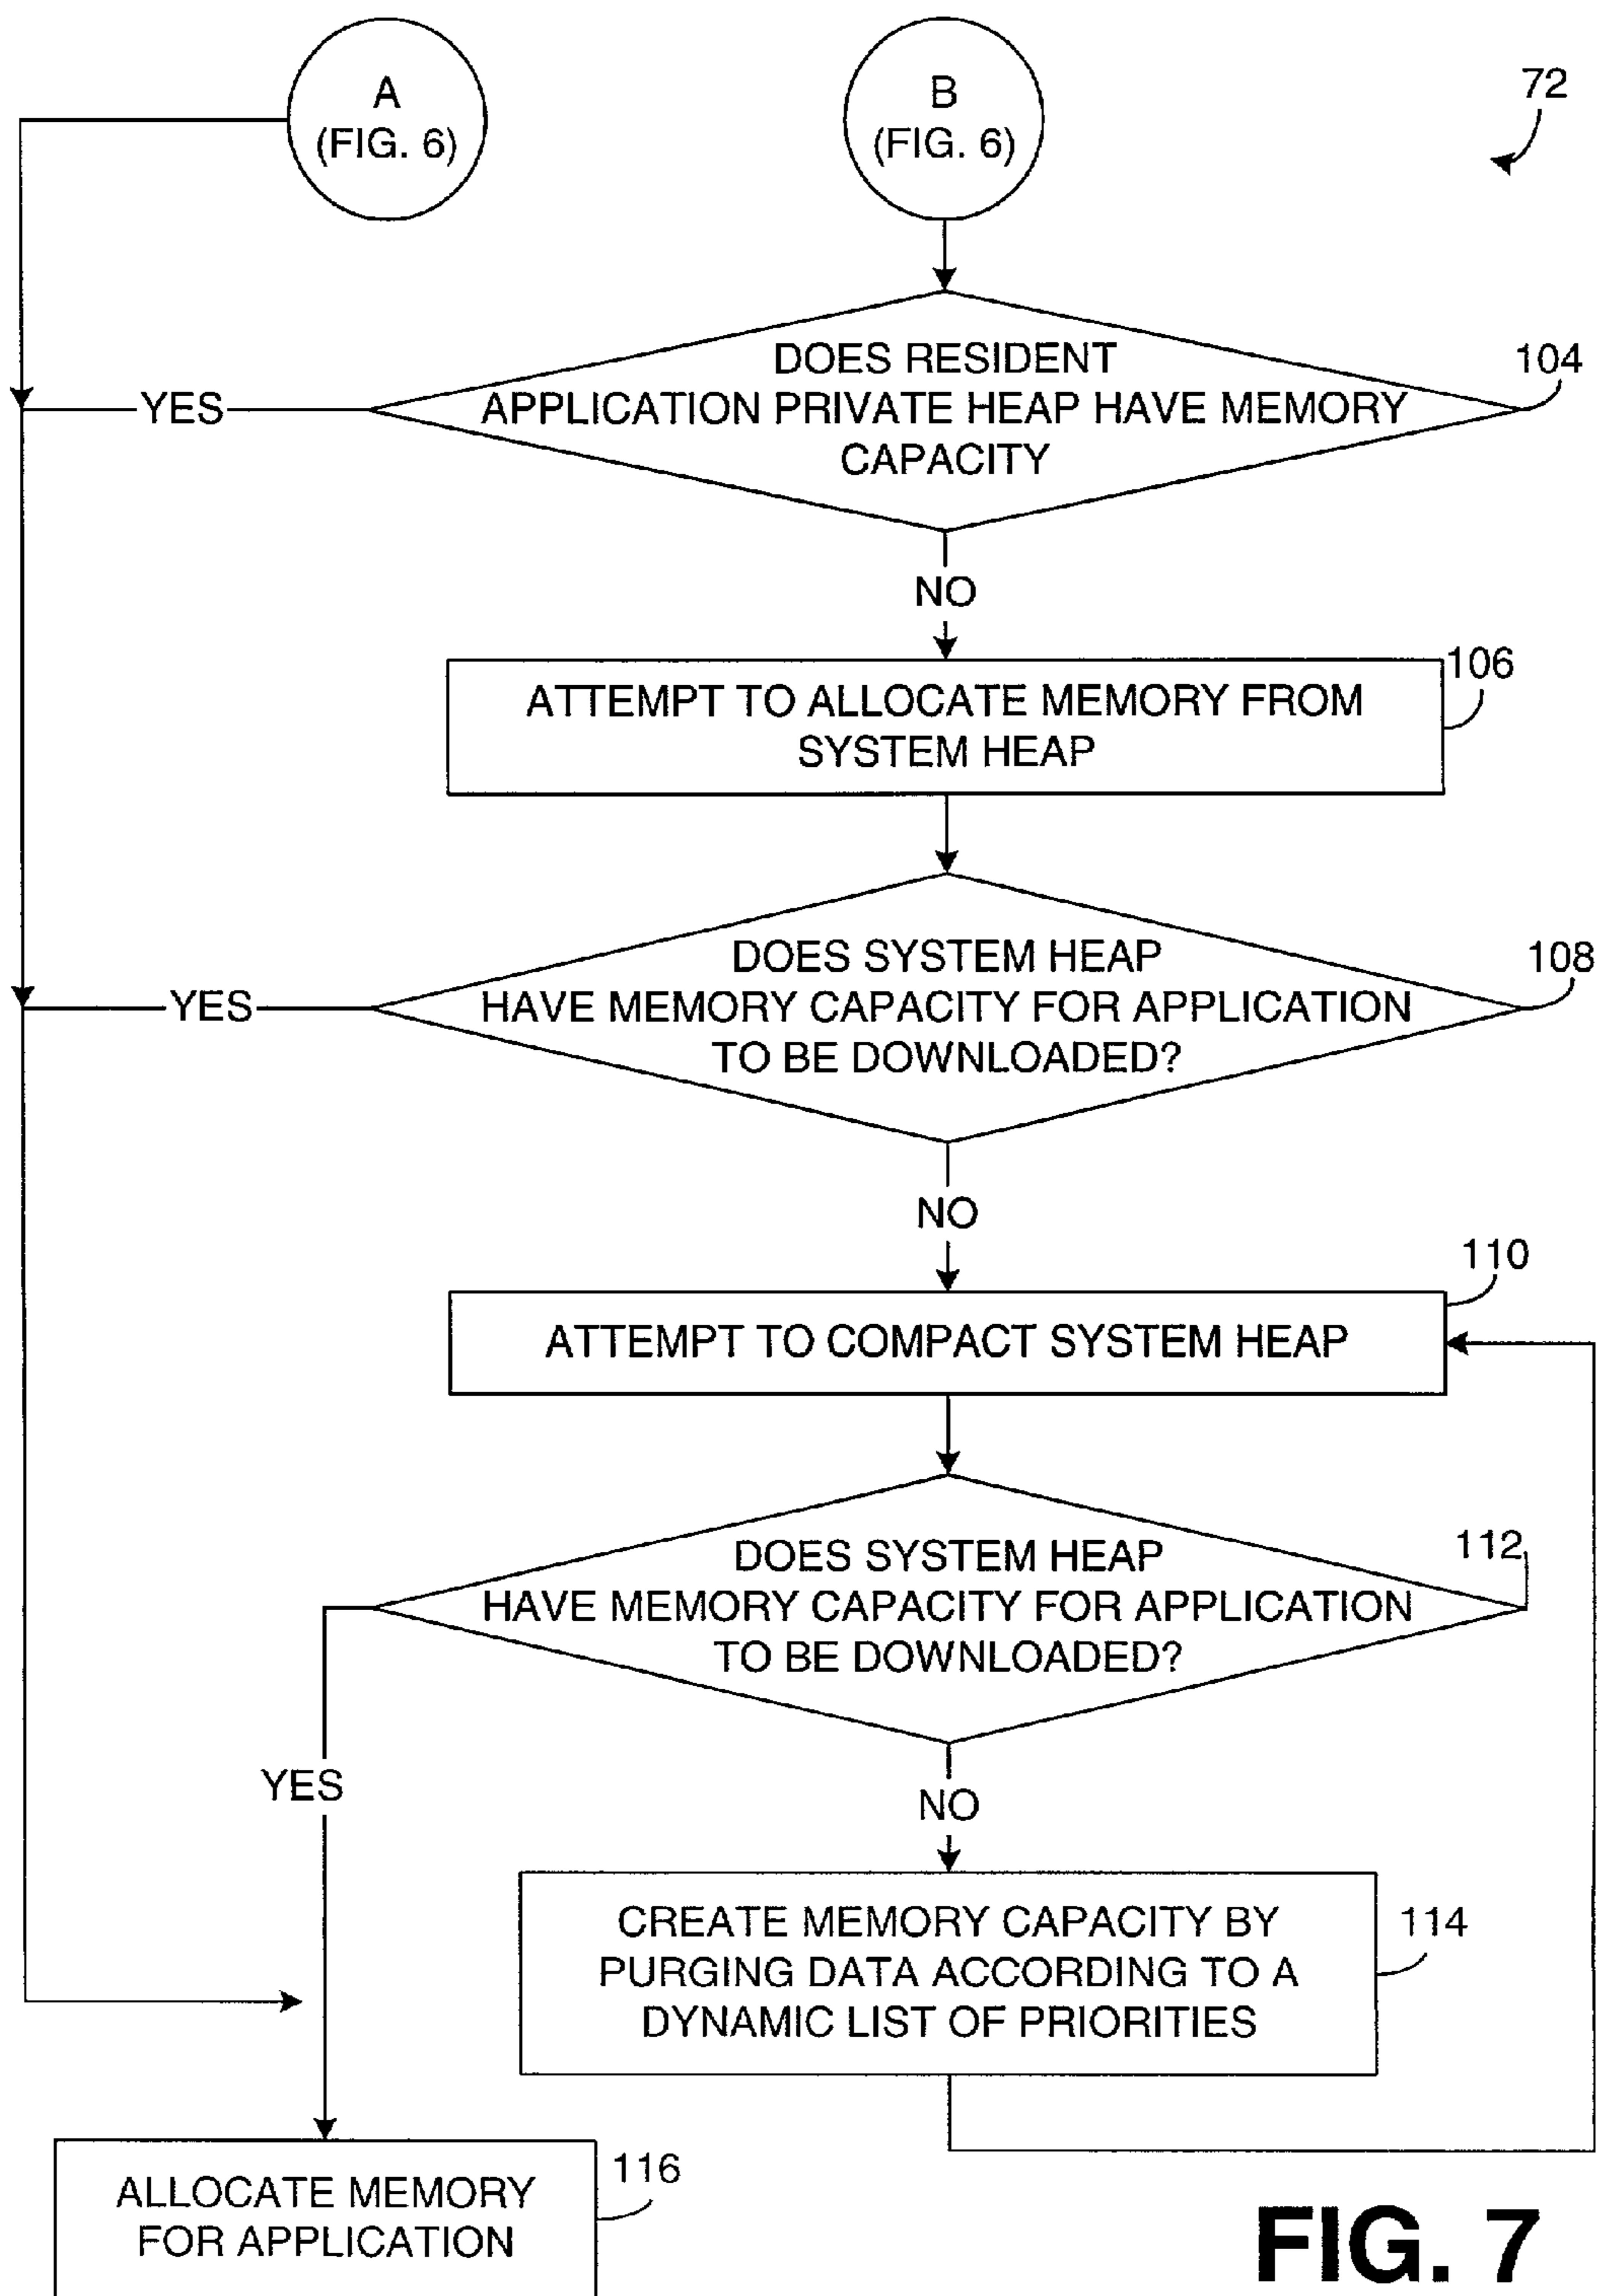 A
(FIG. 6)
B
(FIG. 6)
72
DOES RESIDENT
APPLICATION PRIVATE HEAP HAVE MEMORY
CAPACITY
104
YES
NO
106
ATTEMPT TO ALLOCATE MEMORY FROM
SYSTEM HEAP
DOES SYSTEM HEAP
HAVE MEMORY CAPACITY FOR APPLICATION
TO BE DOWNLOADED?
108
YES
NO
110
ATTEMPT TO COMPACT SYSTEM HEAP
DOES SYSTEM HEAP
HAVE MEMORY CAPACITY FOR APPLICATION
TO BE DOWNLOADED?
112
YES
NO
CREATE MEMORY CAPACITY BY
PURGING DATA ACCORDING TO A
DYNAMIC LIST OF PRIORITIES
114
ALLOCATE MEMORY
FOR APPLICATION
116
FIG. 7